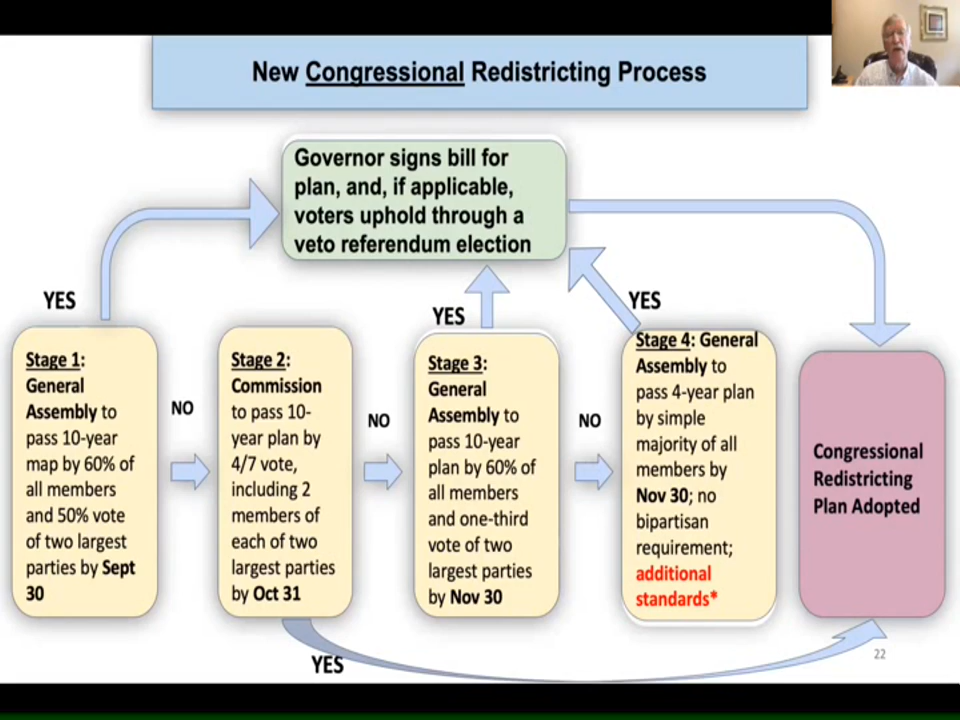 New Congressional Redistricting Process
Governor signs bill for
plan, and, if applicable,
voters uphold through a
veto referendum election
YES
Stage 1:
General
Assembly to
pass 10-year
map by 60% of
all members
and 50% vote
of two largest
parties by Sept
30
NO
Stage 2:
Commission
to pass 10-
year plan by
4/7 vote,
including 2
members of
each of two
largest parties
by Oct 31
YES
NO
YES
Stage 3:
General
Assembly to
pass 10-year
plan by 60% of
all members
and one-third
vote of two
largest parties
by Nov 30
NO
YES
Stage 4: General
Assembly to
pass 4-year plan
by simple
majority of all
members by
Nov 30; no
bipartisan
requirement;
additional
standards*
Congressional
Redistricting
Plan Adopted
22